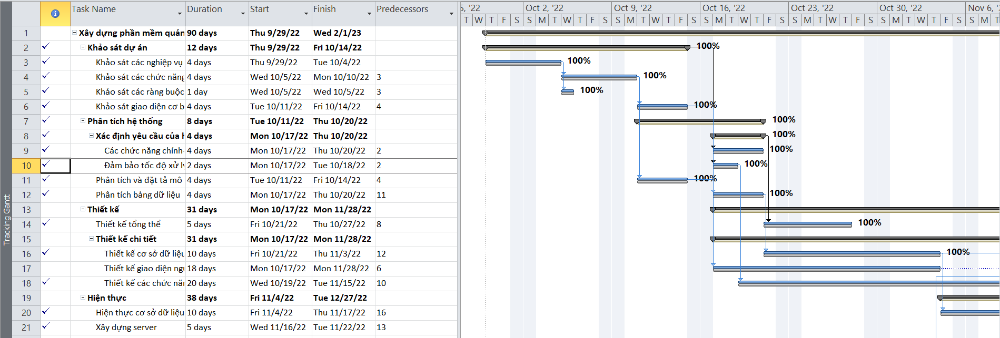 Task Name Duration Start Finish Predecessors
5, '22 Oct 2, '22 Oct 9, '22 Oct 16, '22 Oct 23, '22 Oct 30, '22 Nov 6, '
T W T F S S M T W T F S S M T W T F S S M T W T F S S M T W T F S S M T W T F S S M T
1 Xây dựng phần mềm quản 90 days Thu 9/29/22 Wed 2/1/23
2 Khảo sát dự án 12 days Thu 9/29/22 Fri 10/14/22 100%
3 Khảo sát các nghiệp vụ 4 days Thu 9/29/22 Tue 10/4/22 100%
4 Khảo sát các chức năng 4 days Wed 10/5/22 Mon 10/10/22 3 100%
5 Khảo sát các ràng buộc 1 day Wed 10/5/22 Wed 10/5/22 3 100%
6 Khảo sát giao diện cơ b 4 days Tue 10/11/22 Fri 10/14/22 4 100%
7 Phân tích hệ thống 8 days Tue 10/11/22 Thu 10/20/22 100%
8 Xác định yêu cầu của 4 days Mon 10/17/22 Thu 10/20/22 100%
9 Các chức năng chính- 4 days Mon 10/17/22 Thu 10/20/22 2 100%
10 Đảm bảo tốc độ xử lý 2 days Mon 10/17/22 Tue 10/18/22 2 100%
11 Phân tích và đặt tả mô 4 days Tue 10/11/22 Fri 10/14/22 4 100%
12 Phân tích bảng dữ liệu 4 days Mon 10/17/22 Thu 10/20/22 11 100%
13 Thiết kế 31 days Mon 10/17/22 Mon 11/28/22
14 Thiết kế tổng thể 5 days Fri 10/21/22 Thu 10/27/22 8 100%
15 Thiết kế chi tiết 31 days Mon 10/17/22 Mon 11/28/22
16 Thiết kế cơ sở dữ liệu 10 days Fri 10/21/22 Thu 11/3/22 12 100%
17 Thiết kế giao diện 18 days Mon 10/17/22 Mon 11/28/22 6
18 Thiết kế các chức 20 days Wed 10/19/22 Tue 11/15/22 10
19 Hiện thực 38 days Fri 11/4/22 Tue 12/27/22
20 Hiện thực cơ sở dữ liệu 10 days Fri 11/4/22 Thu 11/17/22 16
21 Xây dựng server 5 days Wed 11/16/22 Tue 11/22/22 13
Tracking Gantt